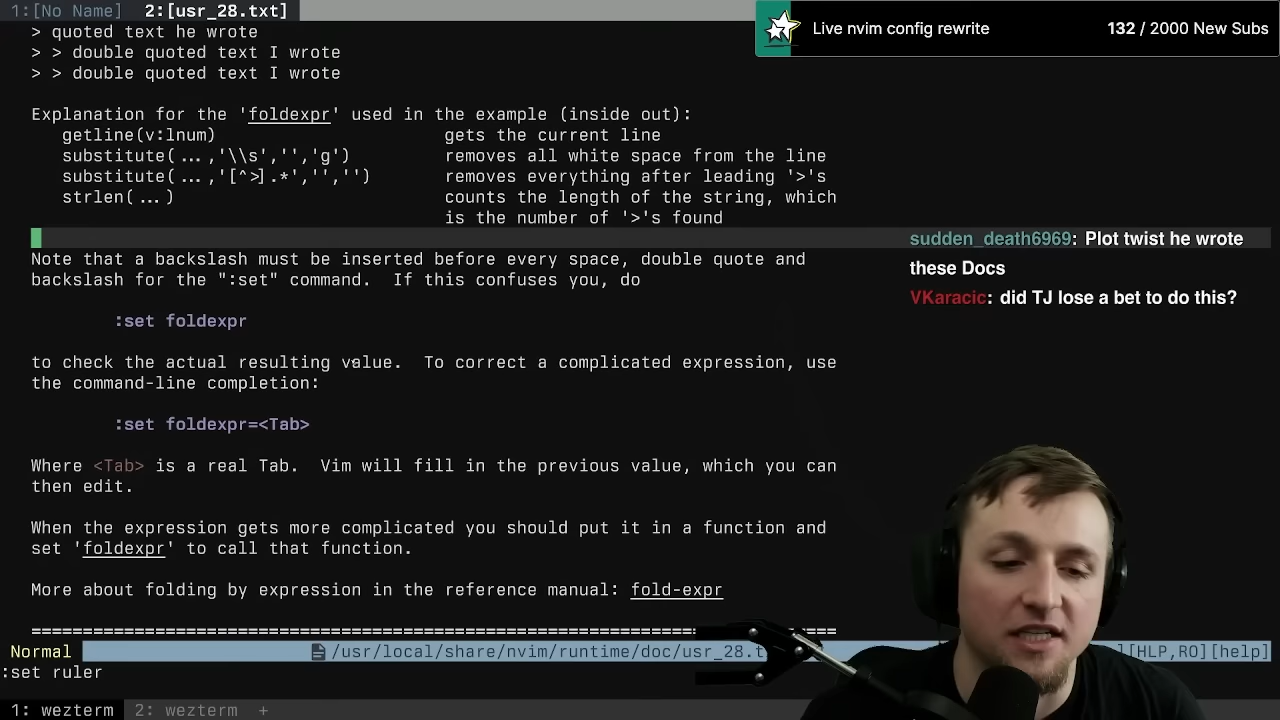 1:[No Name]  2:[usr_28.txt]
Live nvim config rewrite 132 / 2000 New Subs
> quoted text he wrote
> > double quoted text I wrote
> > double quoted text I wrote
Explanation for the 'foldexpr' used in the example (inside out):
getline(v:lnum) gets the current line
substitute(...,'\\s','','g') removes all white space from the line
substitute(...,'[^>].*','','') removes everything after leading '>'s
strlen(...) counts the length of the string, which
is the number of '>'s found
sudden_death6969: Plot twist he wrote
these Docs
VKaracic: did TJ lose a bet to do this?
Note that a backslash must be inserted before every space, double quote and
backslash for the ":set" command.  If this confuses you, do
:set foldexpr
to check the actual resulting value.  To correct a complicated expression, use
the command-line completion:
:set foldexpr=<Tab>
Where <Tab> is a real Tab.  Vim will fill in the previous value, which you can
then edit.
When the expression gets more complicated you should put it in a function and
set 'foldexpr' to call that function.
More about folding by expression in the reference manual: fold-expr
==============================================================================
Normal /usr/local/share/nvim/runtime/doc/usr_28.t [HLP,RO][help]
:set ruler
1: wezterm  2: wezterm  +